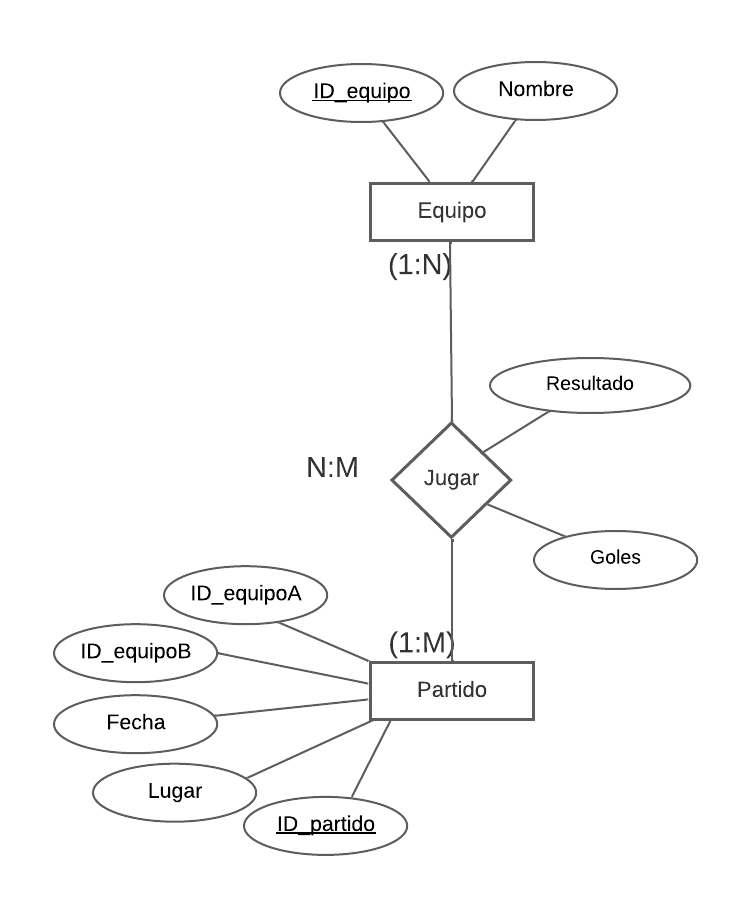 ID_equipo
Nombre
Equipo
(1:N)
Resultado
N:M
Jugar
Goles
ID_equipoA
(1:M)
ID_equipoB
Partido
Fecha
Lugar
ID_partido